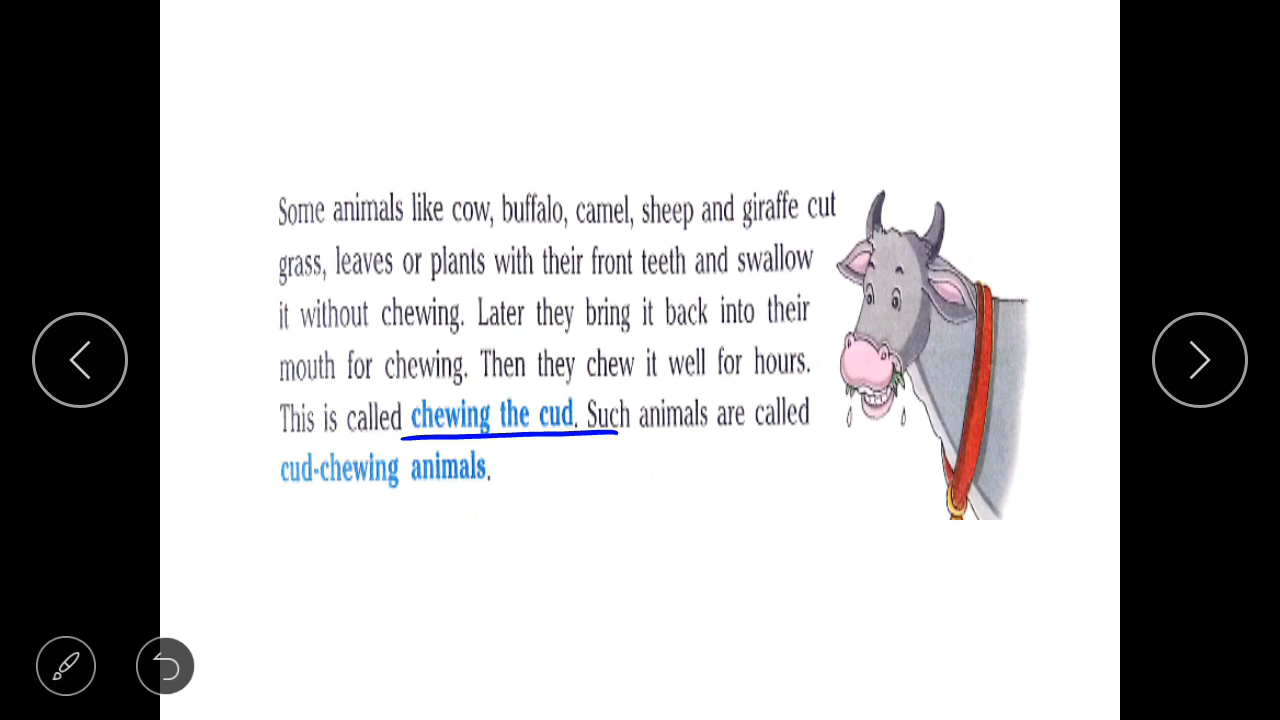 Some animals like cow, buffalo, camel, sheep and giraffe cut
grass, leaves or plants with their front teeth and swallow
it without chewing. Later they bring it back into their
mouth for chewing. Then they chew it well for hours.
This is called chewing the cud. Such animals are called
cud-chewing animals.